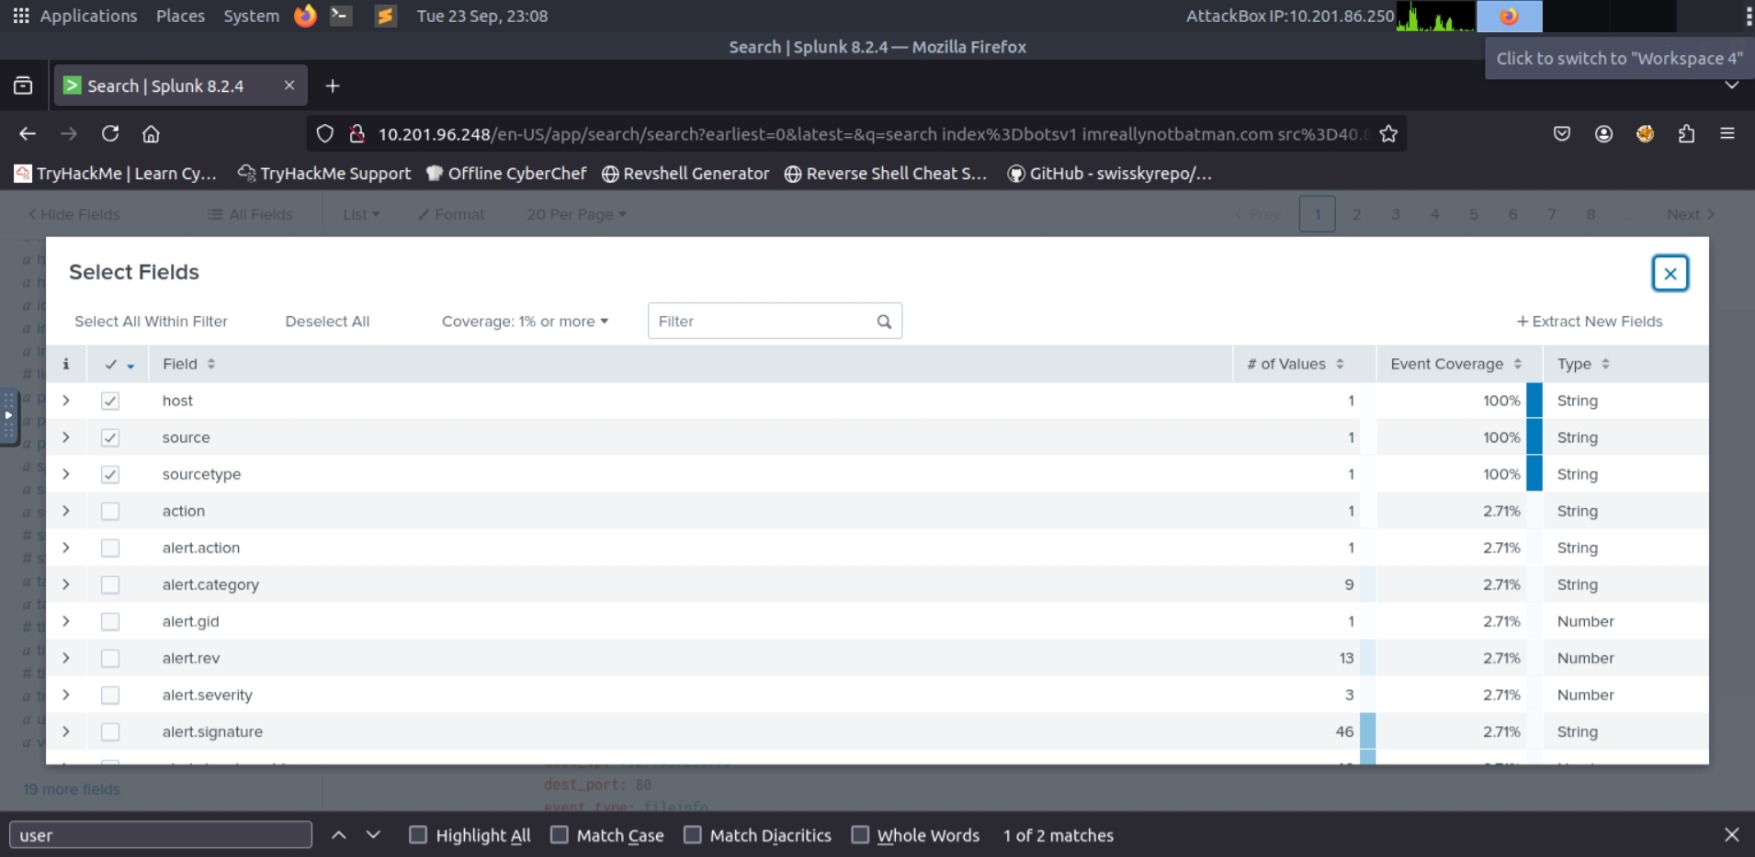 Applications Places System Tue 23 Sep, 23:08 AttackBox IP:10.201.86.250
Search | Splunk 8.2.4 — Mozilla Firefox
Click to switch to "Workspace 4"
Search | Splunk 8.2.4
10.201.96.248/en-US/app/search/search?earliest=0&latest=&q=search index%3Dbotsv1 imreallynotbatman.com src%3D40.8
TryHackMe | Learn Cy... TryHackMe Support Offline CyberChef Revshell Generator Reverse Shell Cheat S... GitHub - swisskyrepo/...
Hide Fields All Fields List Format 20 Per Page Prev 1 2 3 4 5 6 7 8 ... Next
Select Fields
Select All Within Filter Deselect All Coverage: 1% or more Filter + Extract New Fields
i Field # of Values Event Coverage Type
host 1 100% String
source 1 100% String
sourcetype 1 100% String
action 1 2.71% String
alert.action 1 2.71% String
alert.category 9 2.71% String
alert.gid 1 2.71% Number
alert.rev 13 2.71% Number
alert.severity 3 2.71% Number
alert.signature 46 2.71% String
19 more fields
dest_port: 80
event_type: fileinfo
user Highlight All Match Case Match Diacritics Whole Words 1 of 2 matches